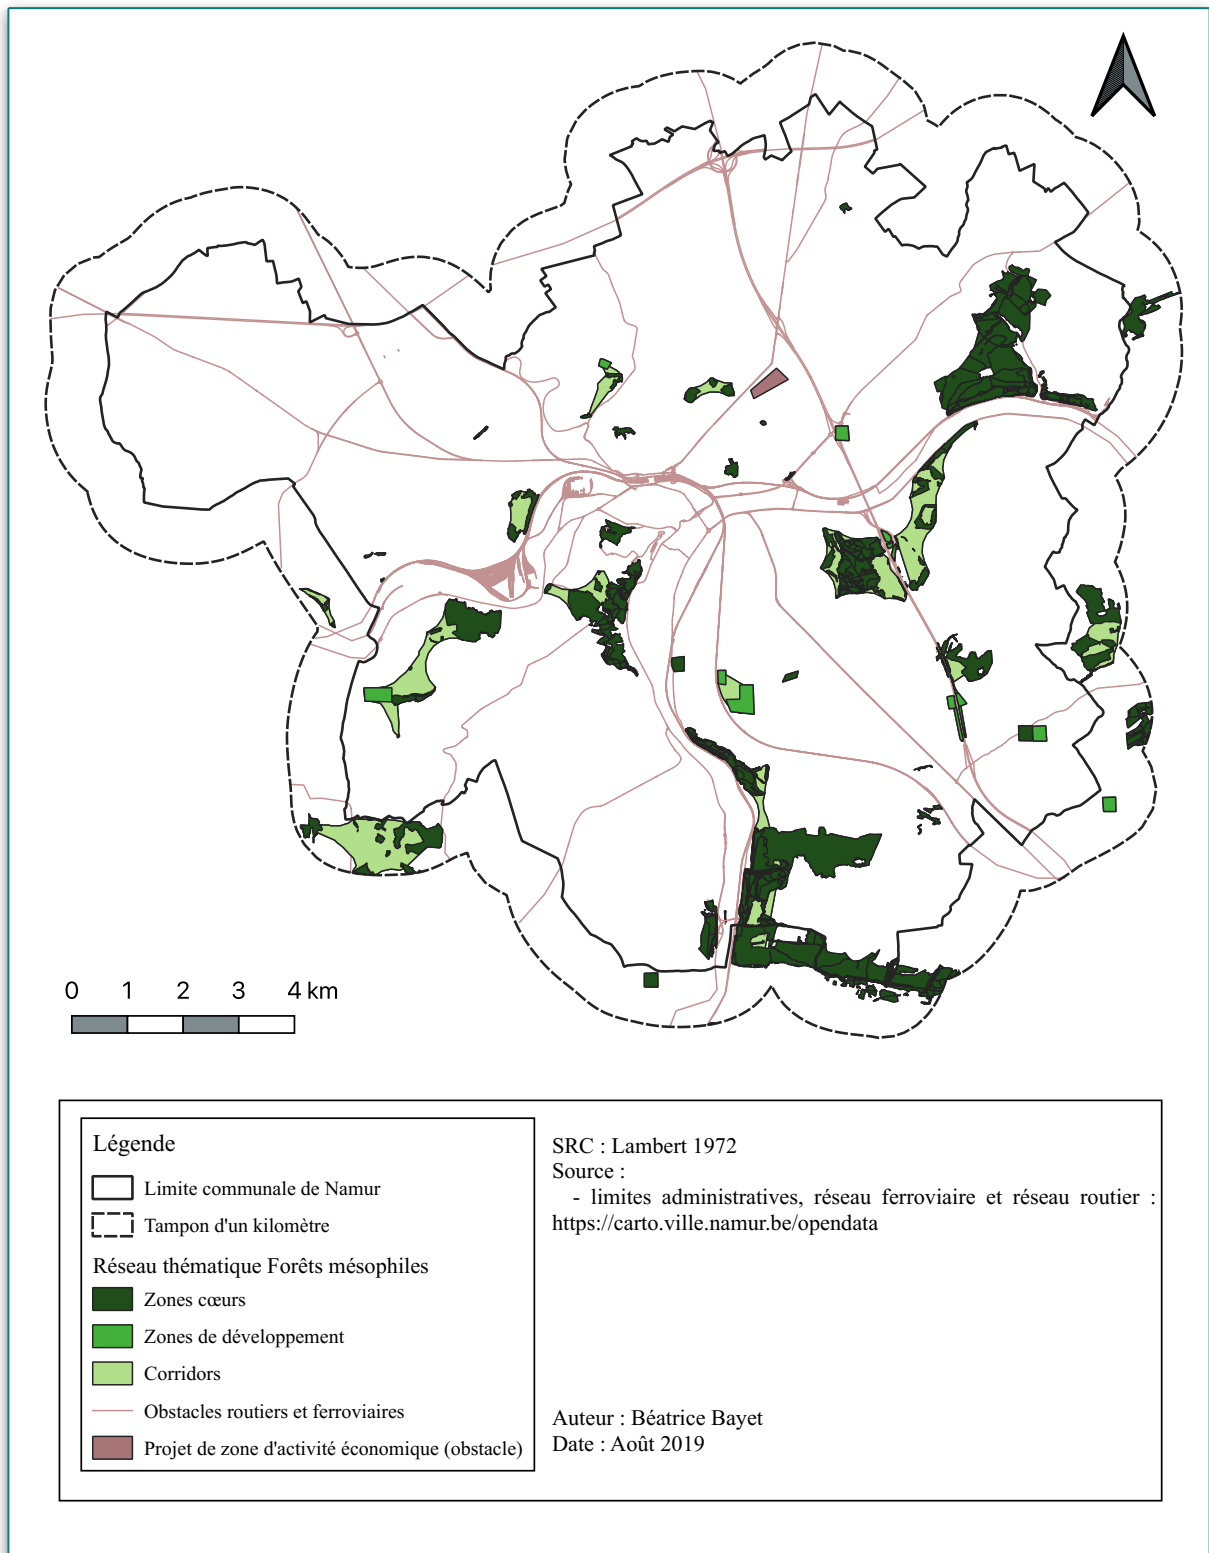 0 1 2 3 4 km
Légende
Limite communale de Namur
Tampon d'un kilomètre
Réseau thématique Forêts mésophiles
Zones cœurs
Zones de développement
Corridors
Obstacles routiers et ferroviaires
Projet de zone d'activité économique (obstacle)
SRC : Lambert 1972
Source :
- limites administratives, réseau ferroviaire et réseau routier :
https://carto.ville.namur.be/opendata
Auteur : Béatrice Bayet
Date : Août 2019